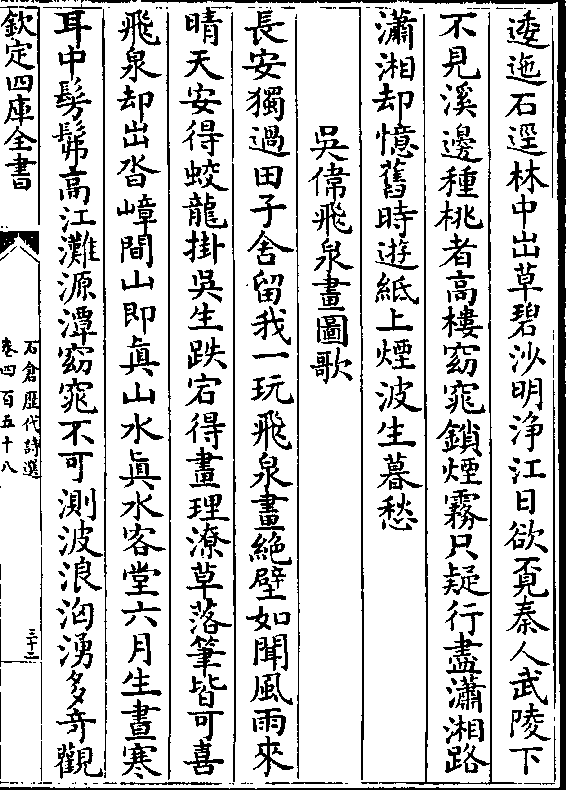 逶迤石逕林中出草碧沙明浄江日欲覔秦人武陵下
不見溪邊種桃者高樓窈窕鎖煙霧只疑行盡瀟湘路
瀟湘却憶舊時遊紙上煙波生暮愁
吳偉飛泉畫圖歌
長安獨過田子舍留我一玩飛泉畫絶壁如聞風雨來
晴天安得蛟龍掛吳生跌宕得畫理潦草落筆皆可喜
飛泉却出沓嶂間山即眞山水眞水客堂六月生晝寒
耳中髣髴高江灘源潭窈窕不可測波浪洶湧多奇觀
欽定四庫全書
石倉歷代詩選
卷四百五十八
三十二